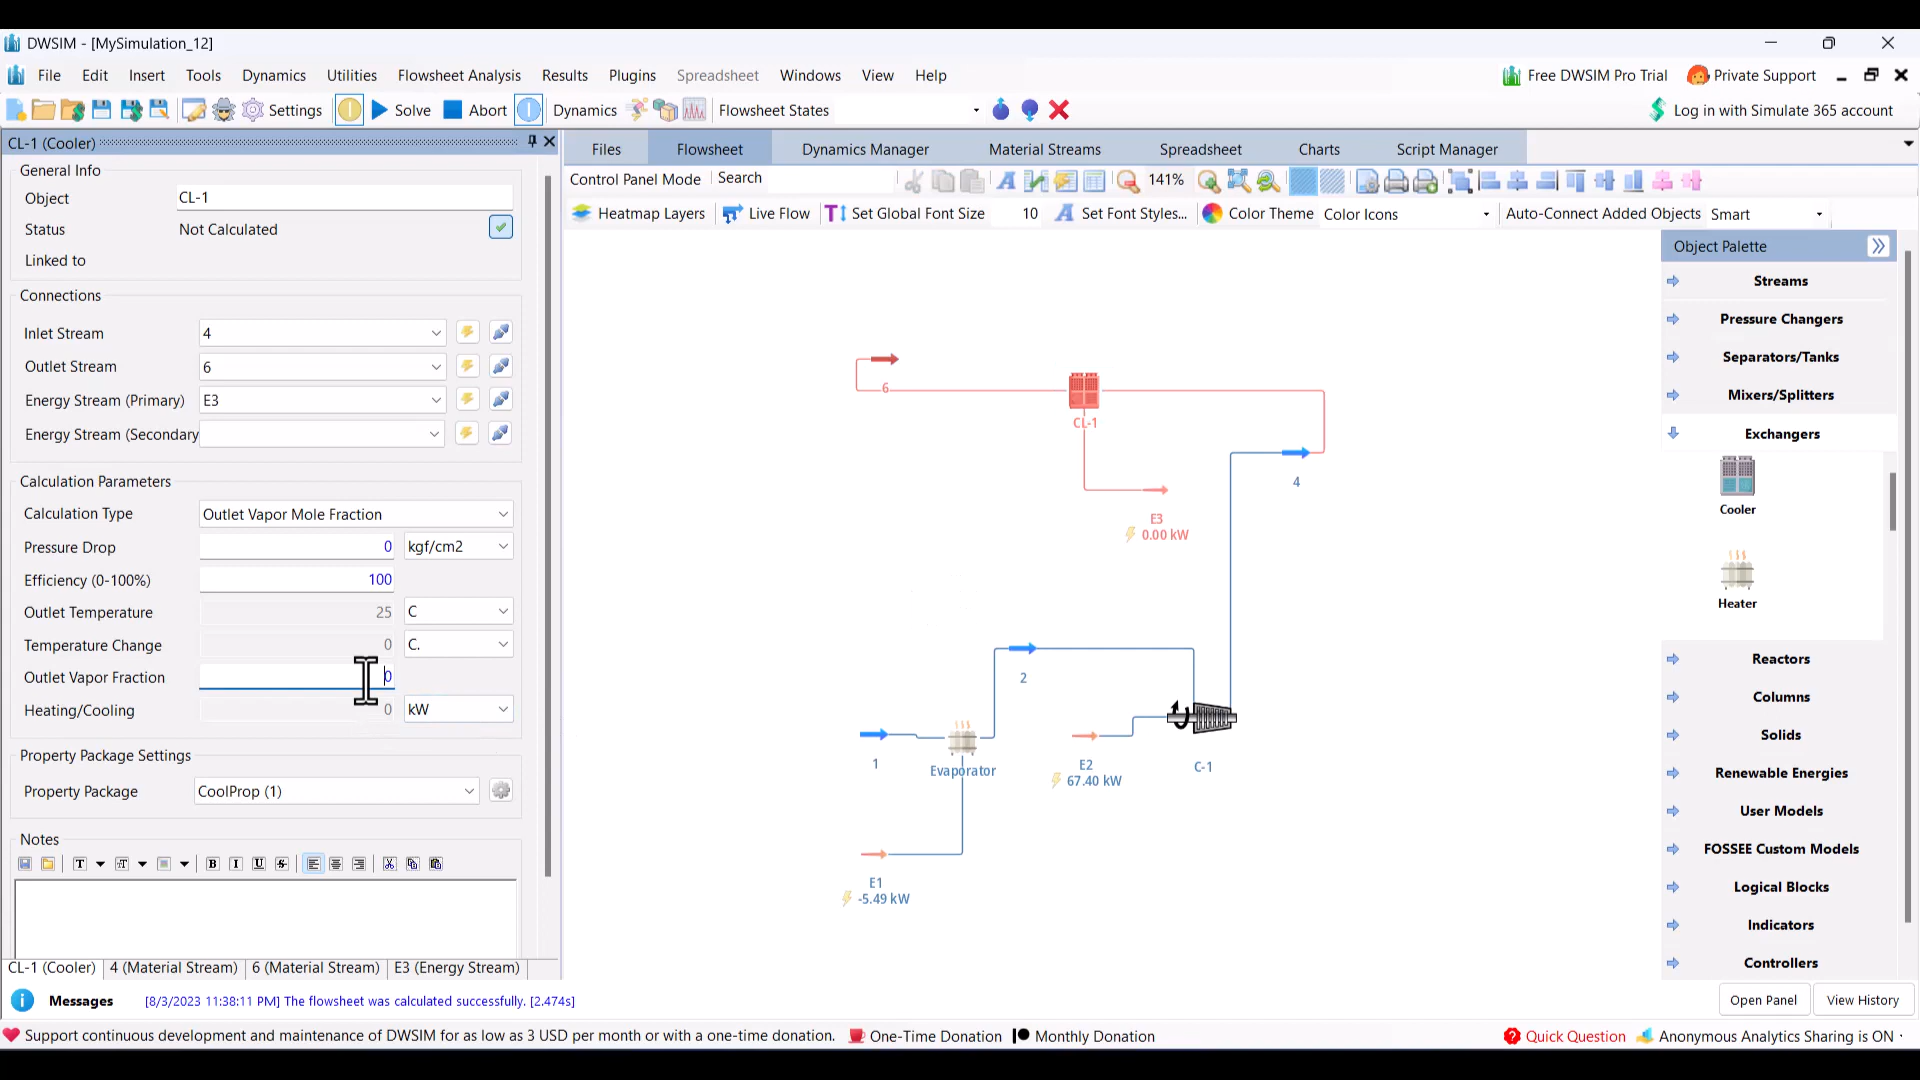 DWSIM - [MySimulation_12]
File Edit Insert Tools Dynamics Utilities Flowsheet Analysis Results Plugins Spreadsheet Windows View Help
Free DWSIM Pro Trial Private Support
Settings Solve Abort Dynamics Flowsheet States
Log in with Simulate 365 account
CL-1 (Cooler)
Files Flowsheet Dynamics Manager Material Streams Spreadsheet Charts Script Manager
Control Panel Mode Search 141%
Heatmap Layers Live Flow Set Global Font Size 10 Set Font Styles... Color Theme Color Icons Auto-Connect Added Objects Smart
General Info
Object CL-1
Status Not Calculated
Linked to
Connections
Inlet Stream 4
Outlet Stream 6
Energy Stream (Primary) E3
Energy Stream (Secondary
Calculation Parameters
Calculation Type Outlet Vapor Mole Fraction
Pressure Drop 0 kgf/cm2
Efficiency (0-100%) 100
Outlet Temperature 25 C
Temperature Change 0 C.
Outlet Vapor Fraction 0
Heating/Cooling 0 kW
Property Package Settings
Property Package CoolProp (1)
Notes
T T B I U S
CL-1 (Cooler) 4 (Material Stream) 6 (Material Stream) E3 (Energy Stream)
6
CL-1
4
E3
0.00 kW
2
1
Evaporator
E2
67.40 kW
C-1
E1
-5.49 kW
Object Palette
Streams
Pressure Changers
Separators/Tanks
Mixers/Splitters
Exchangers
Cooler
Heater
Reactors
Columns
Solids
Renewable Energies
User Models
FOSSEE Custom Models
Logical Blocks
Indicators
Controllers
Messages [8/3/2023 11:38:11 PM] The flowsheet was calculated successfully. [2.474s]
Open Panel View History
Support continuous development and maintenance of DWSIM for as low as 3 USD per month or with a one-time donation. One-Time Donation Monthly Donation
Quick Question Anonymous Analytics Sharing is ON